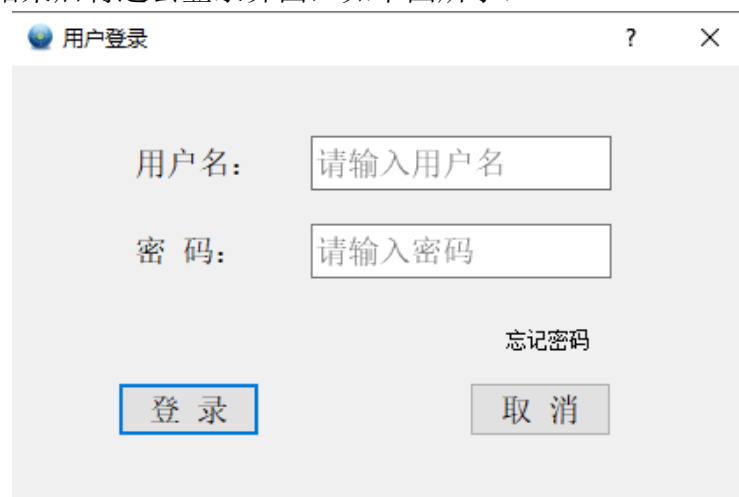 用户登录 ?
用户名： 请输入用户名
密 码： 请输入密码
忘记密码
登 录 取 消